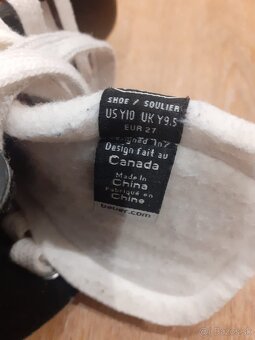 SHOE / SOULIER
US Y10 UK Y9.5
EUR 27
Designed In/
Design fait au
Canada
Made In
China
Fabriqué en
Chine
bauer.com